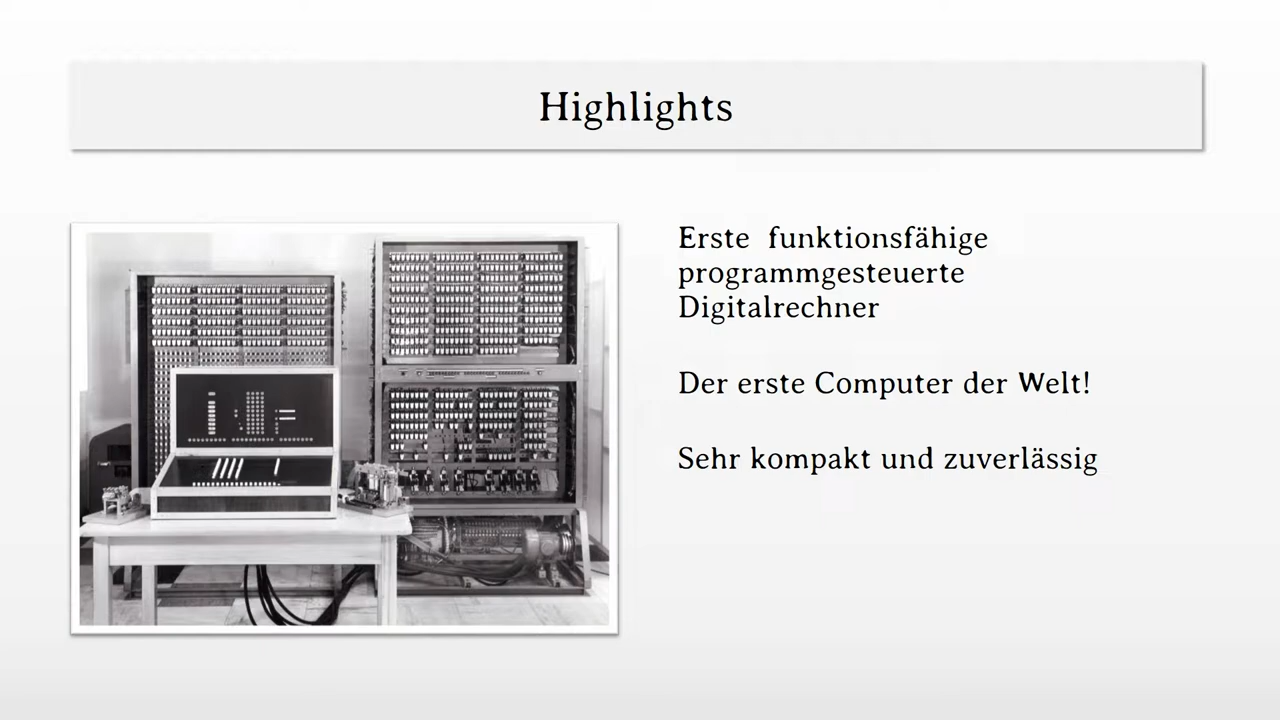 Highlights
Erste funktionsfähige
programmgesteuerte
Digitalrechner
Der erste Computer der Welt!
Sehr kompakt und zuverlässig